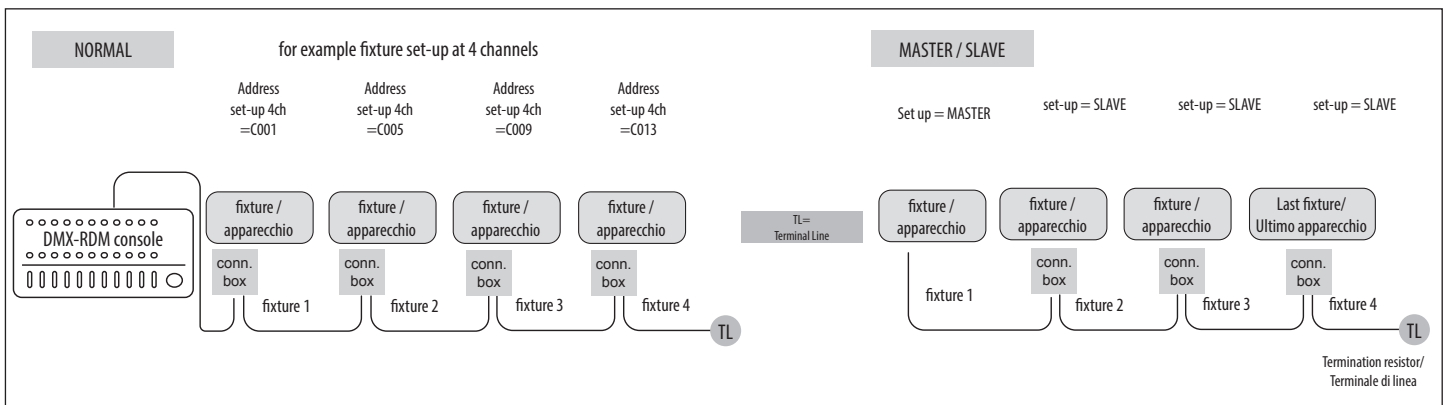 NORMAL
for example fixture set-up at 4 channels
Address
set-up 4ch
=C001
Address
set-up 4ch
=C005
Address
set-up 4ch
=C009
Address
set-up 4ch
=C013
DMX-RDM console
fixture /
apparecchio
fixture /
apparecchio
fixture /
apparecchio
fixture /
apparecchio
conn.
box
conn.
box
conn.
box
conn.
box
fixture 1
fixture 2
fixture 3
fixture 4
TL
TL=
Terminal Line
MASTER / SLAVE
Set up = MASTER
set-up = SLAVE
set-up = SLAVE
set-up = SLAVE
fixture /
apparecchio
fixture /
apparecchio
fixture /
apparecchio
Last fixture/
Ultimo apparecchio
conn.
box
conn.
box
conn.
box
fixture 1
fixture 2
fixture 3
fixture 4
TL
Termination resistor/
Terminale di linea